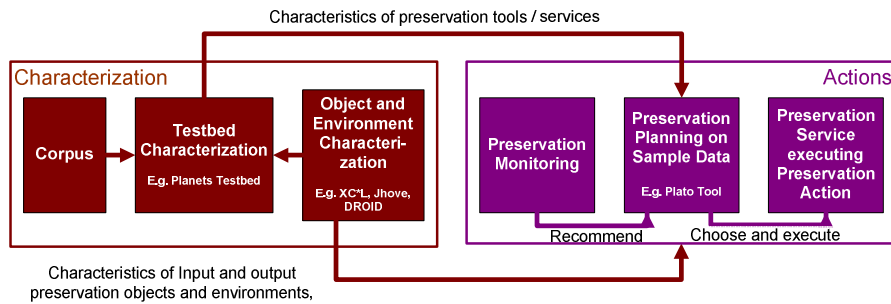 Characteristics of preservation tools / services
Characterization
Corpus
Testbed
Characterization
E.g. Planets Testbed
Object and
Environment
Characteri-
zation
E.g. XC*L, Jhove,
DROID
Actions
Preservation
Monitoring
Preservation
Planning on
Sample Data
E.g. Plato Tool
Preservation
Service
executing
Preservation
Action
Recommend
Choose and execute
Characteristics of Input and output
preservation objects and environments,